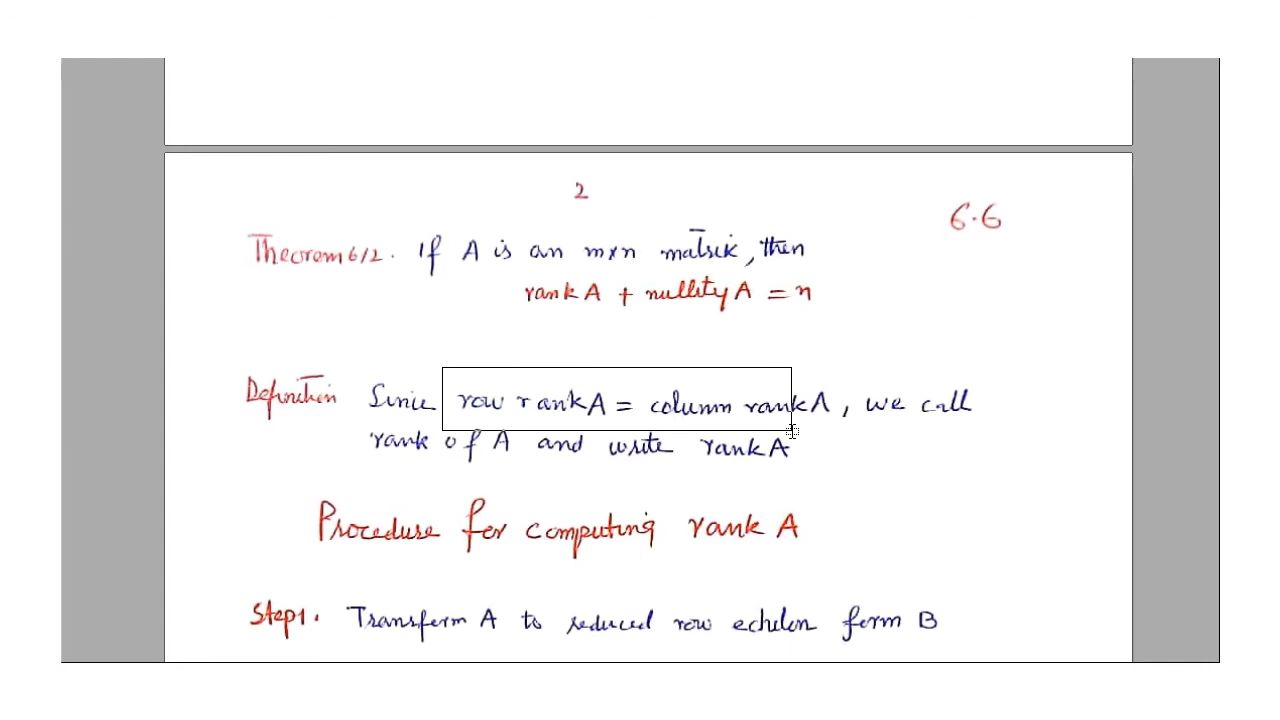 2
6.6
Theorem 6/2. If A is an m×n matrix, then
rank A + nullity A = n
Definition Since row rank A = column rank A, we call
rank of A and write rank A
Procedure for computing rank A
Step 1. Transform A to reduced row echelon form B